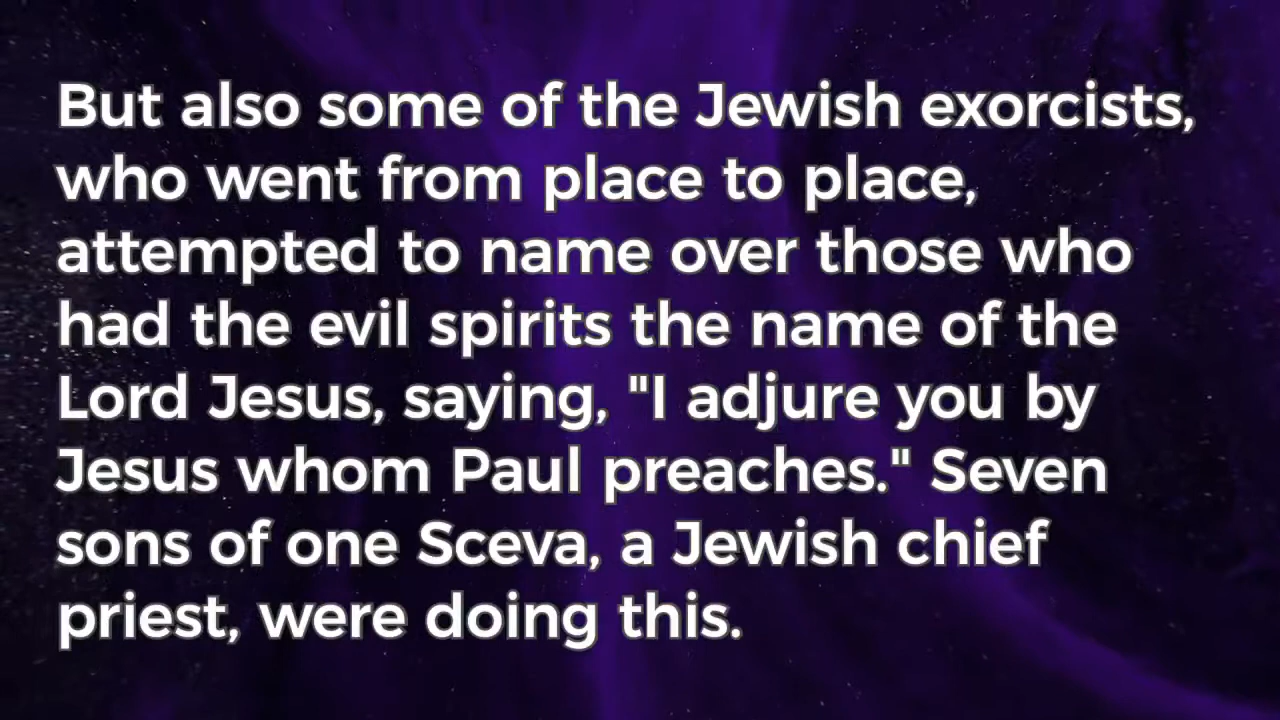 But also some of the Jewish exorcists,
who went from place to place,
attempted to name over those who
had the evil spirits the name of the
Lord Jesus, saying, "I adjure you by
Jesus whom Paul preaches." Seven
sons of one Sceva, a Jewish chief
priest, were doing this.